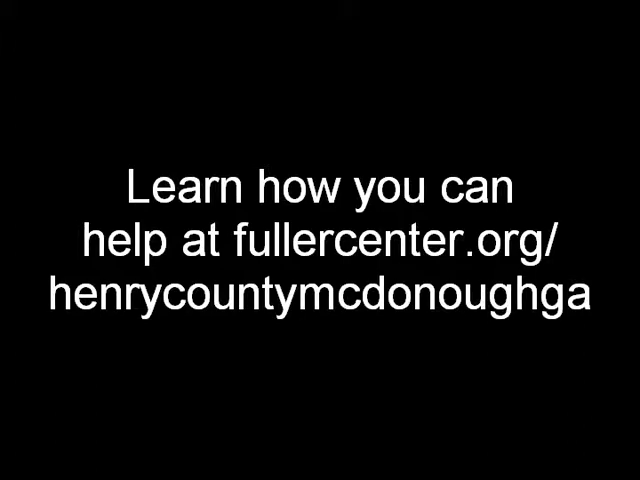 Learn how you can
help at fullercenter.org/
henrycountymcdonoughga